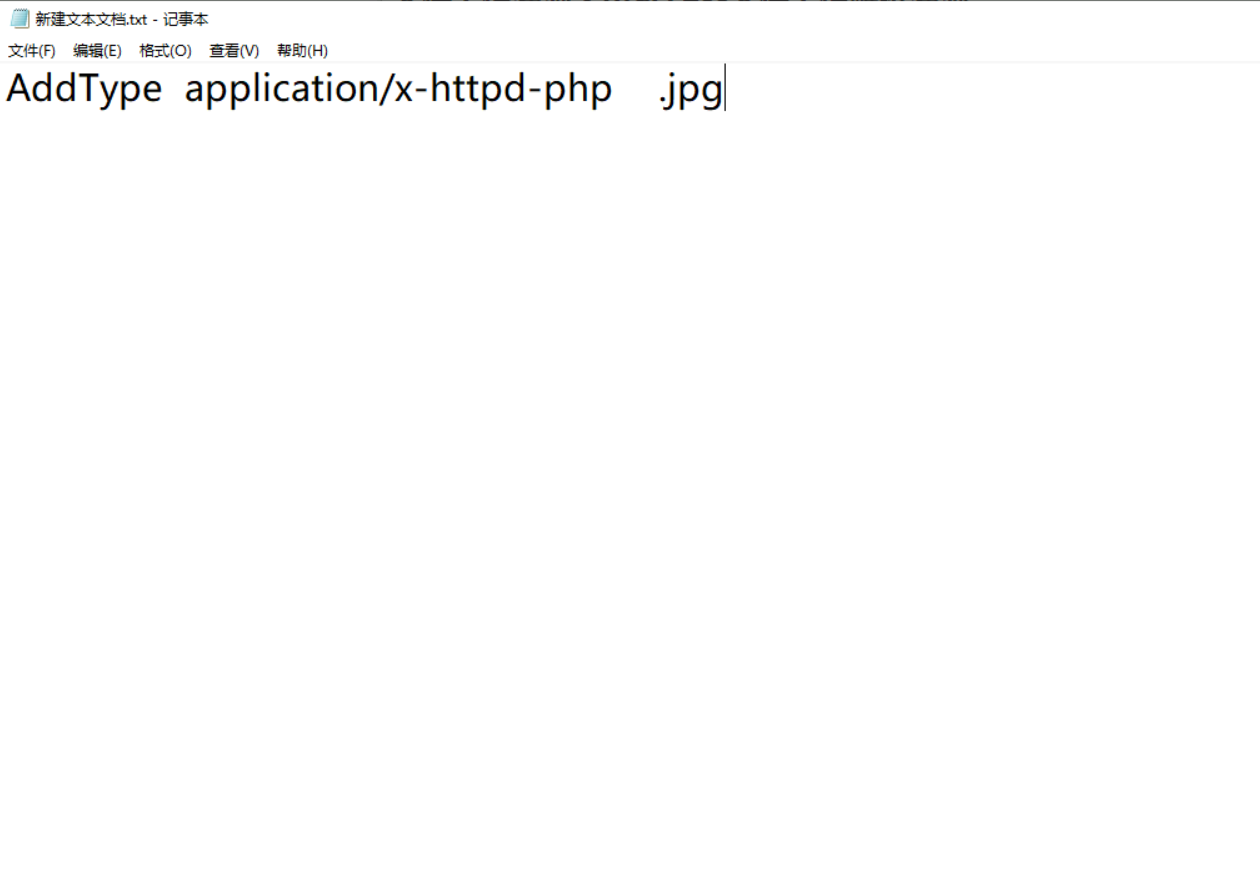 新建文本文档.txt - 记事本
文件(F) 编辑(E) 格式(O) 查看(V) 帮助(H)
AddType application/x-httpd-php .jpg